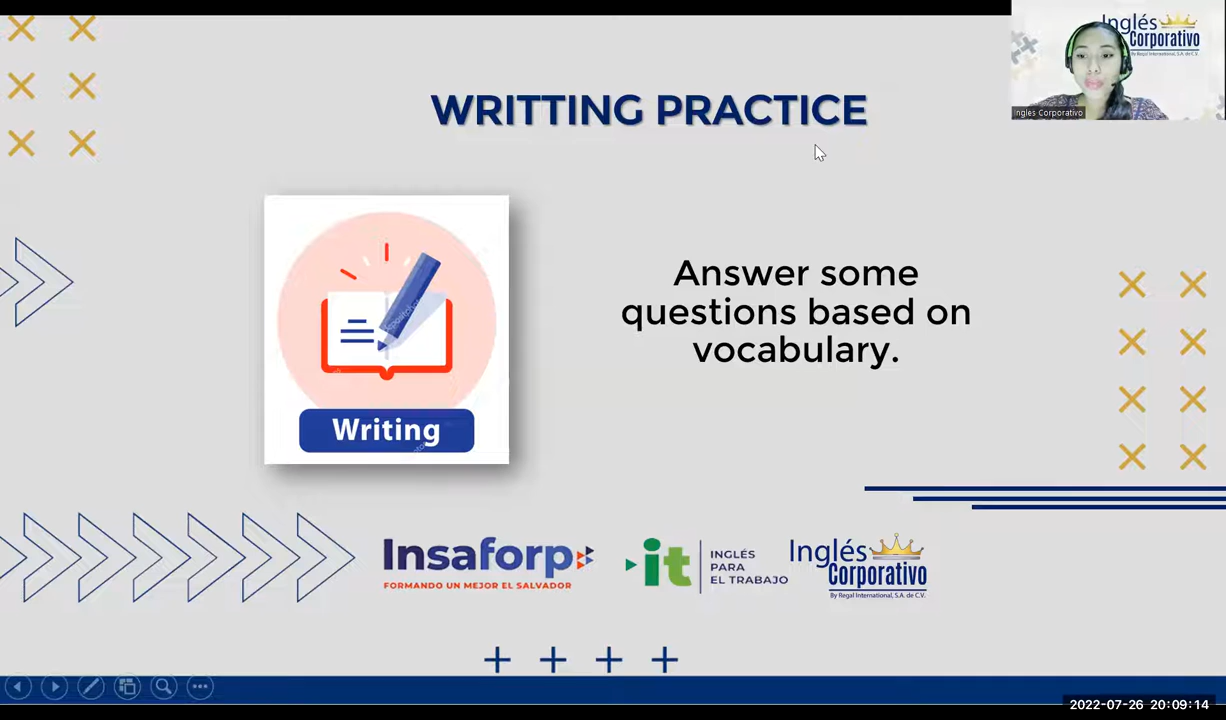 Inglés
Corporativo
By Regal International, S.A. de C.V.
Ingles Corporativo
WRITTING PRACTICE
Answer some
questions based on
vocabulary.
Writing
Insaforp
FORMANDO UN MEJOR EL SALVADOR
it
INGLÉS
PARA
EL TRABAJO
Inglés
Corporativo
By Regal International, S.A. de C.V.
2022-07-26 20:09:14